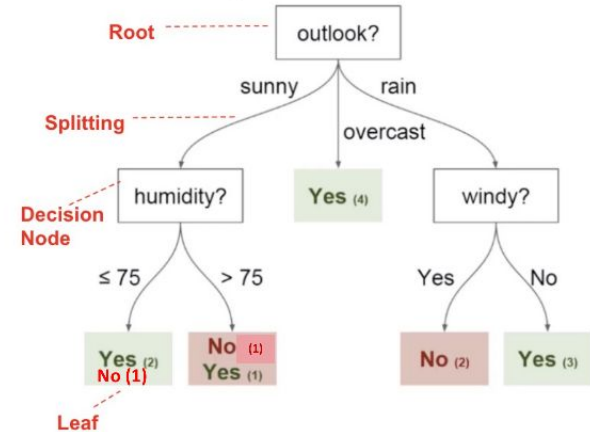 Root
outlook?
sunny
rain
Splitting
overcast
humidity?
Yes (4)
windy?
Decision
Node
≤ 75
> 75
Yes
No
Yes (2)
No (1)
No (1)
Yes (1)
No (2)
Yes (3)
Leaf